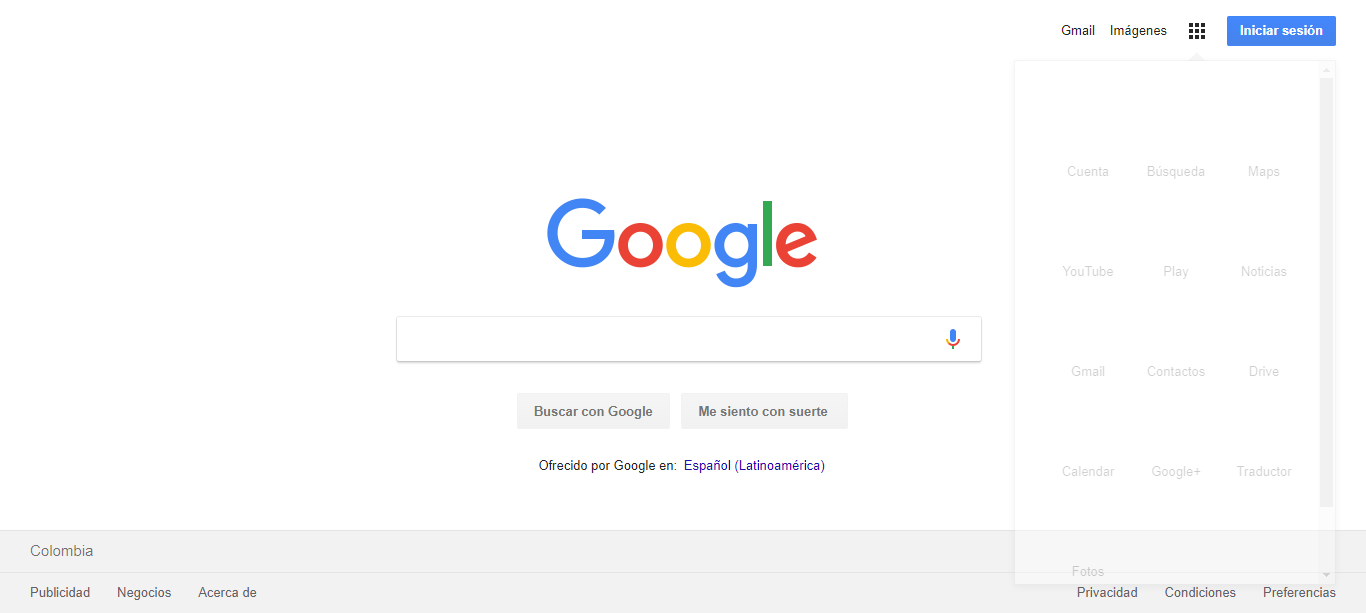 Gmail Imágenes Iniciar sesión
Cuenta Búsqueda Maps
YouTube Play Noticias
Google
Gmail Contactos Drive
Buscar con Google Me siento con suerte
Ofrecido por Google en: Español (Latinoamérica)
Calendar Google+ Traductor
Colombia
Fotos
Publicidad Negocios Acerca de Privacidad Condiciones Preferencias